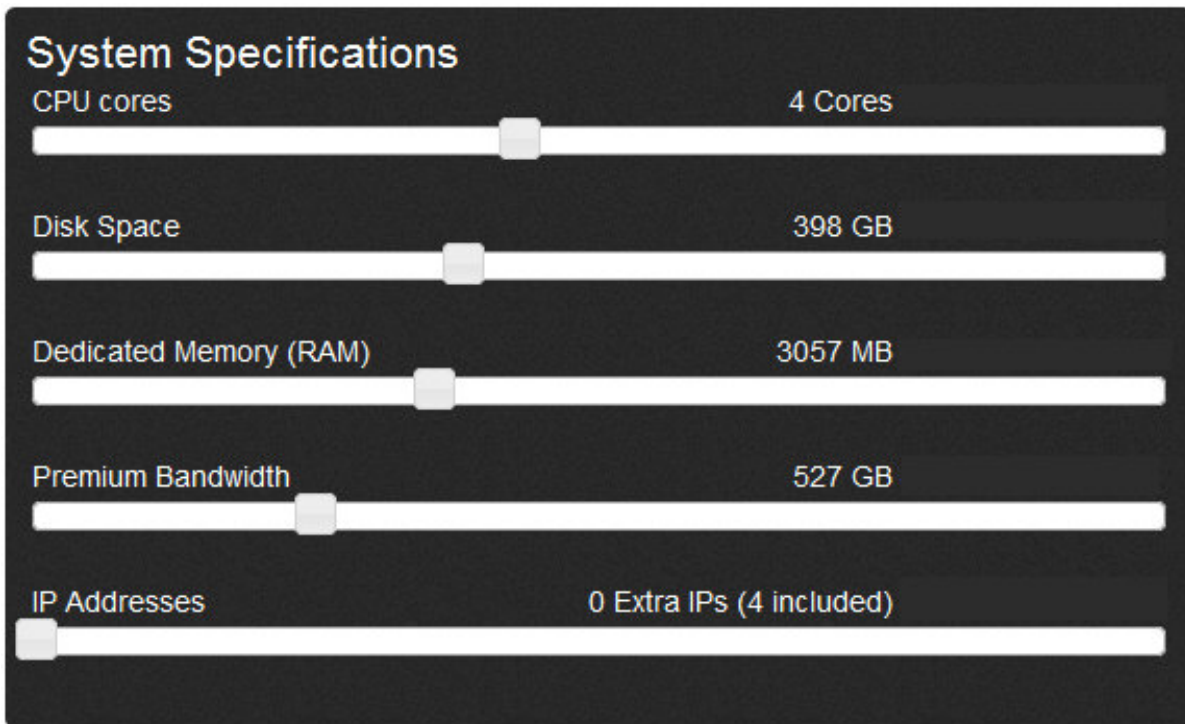 System Specifications
CPU cores 4 Cores
Disk Space 398 GB
Dedicated Memory (RAM) 3057 MB
Premium Bandwidth 527 GB
IP Addresses 0 Extra IPs (4 included)